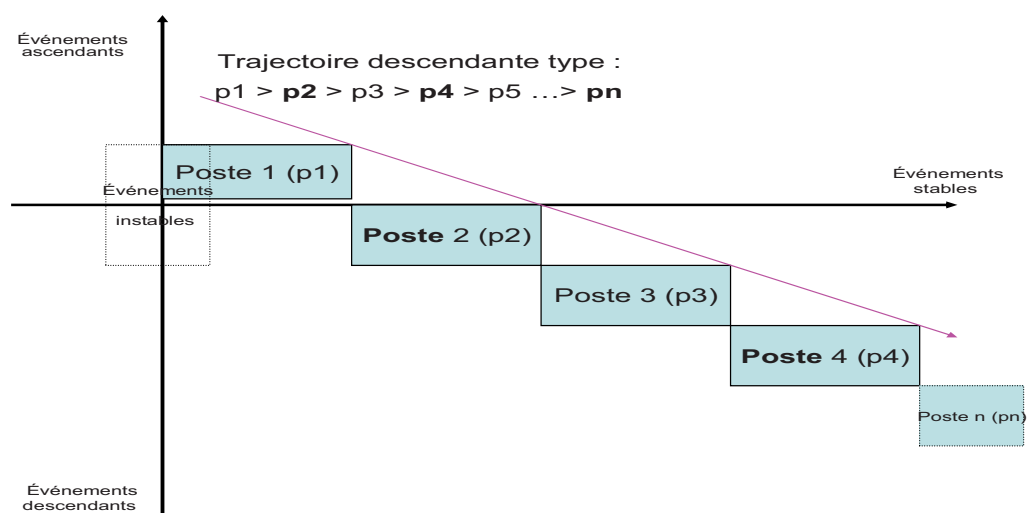 Événements
ascendants
Trajectoire descendante type :
p1 > p2 > p3 > p4 > p5 ...> pn
Poste 1 (p1)
Événements
stables
Événements
instables
Poste 2 (p2)
Poste 3 (p3)
Poste 4 (p4)
Poste n (pn)
Événements
descendants